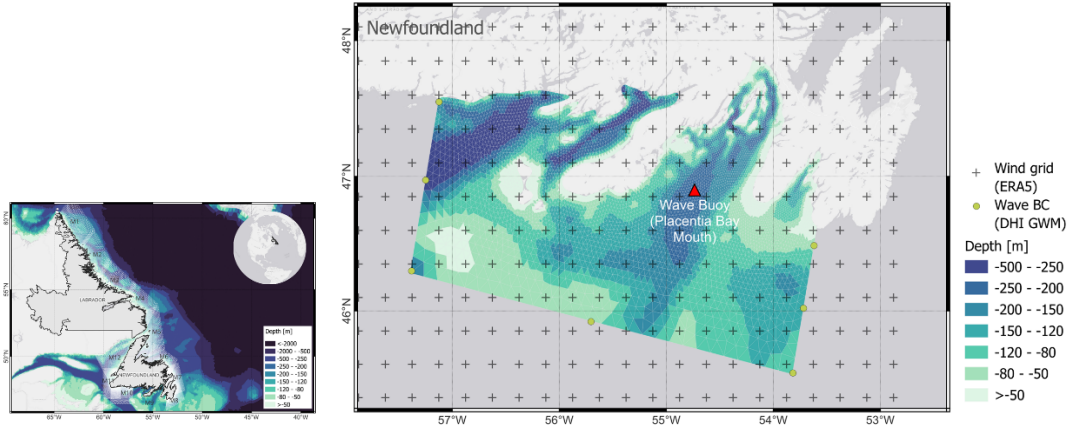 Newfoundland
48°N
47°N
46°N
57°W
56°W
55°W
54°W
53°W
Wave Buoy
(Placentia Bay
Mouth)
Wind grid
(ERA5)
Wave BC
(DHI GWM)
Depth [m]
-500 - -250
-250 - -200
-200 - -150
-150 - -120
-120 - -80
-80 - -50
>-50
60°N
55°N
50°N
65°W
60°W
55°W
50°W
45°W
40°W
LABRADOR
NEWFOUNDLAND
Depth [m]
<-2000
-2000 - -500
-500 - -250
-250 - -200
-200 - -150
-150 - -120
-120 - -80
-80 - -50
>-50